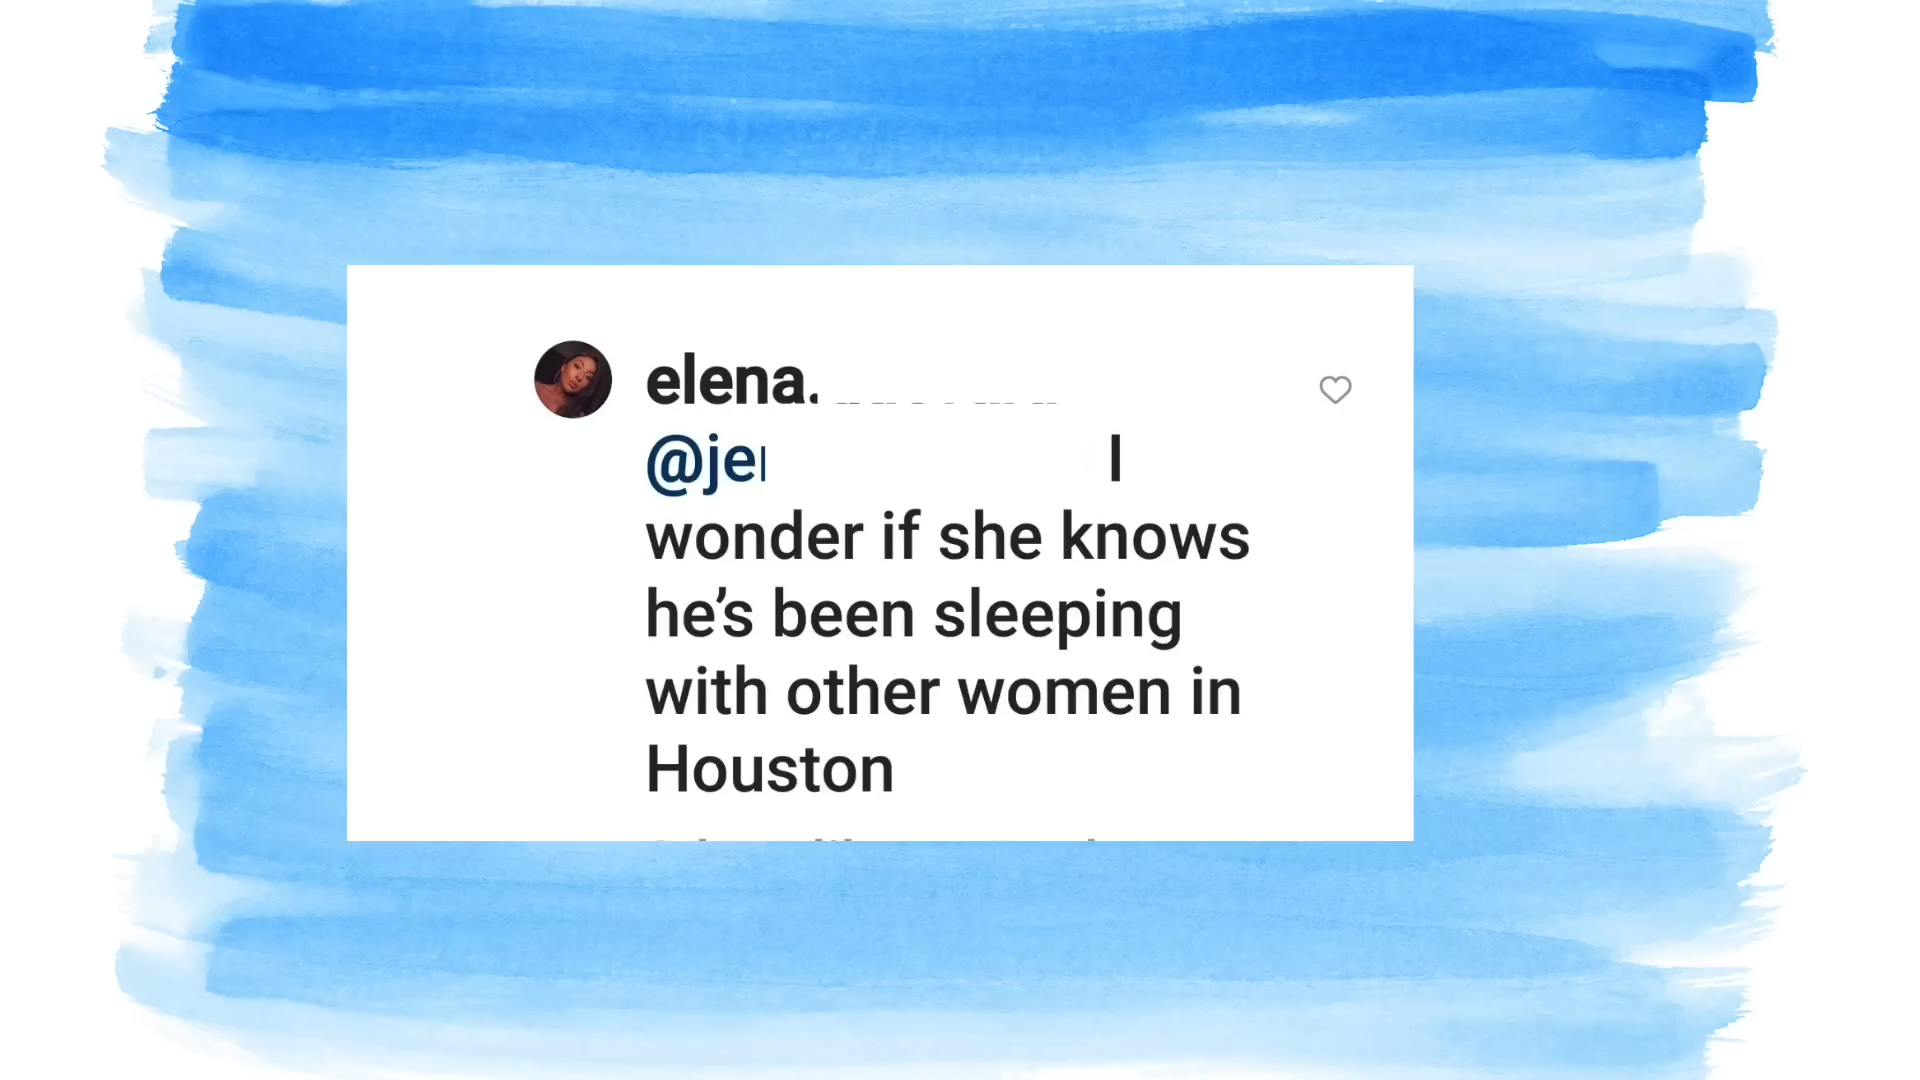 elena.
@je I
wonder if she knows
he’s been sleeping
with other women in
Houston